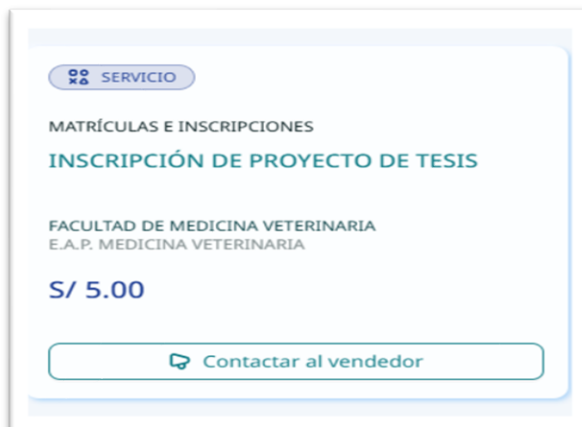 SERVICIO
MATRÍCULAS E INSCRIPCIONES
INSCRIPCIÓN DE PROYECTO DE TESIS
FACULTAD DE MEDICINA VETERINARIA
E.A.P. MEDICINA VETERINARIA
S/ 5.00
Contactar al vendedor